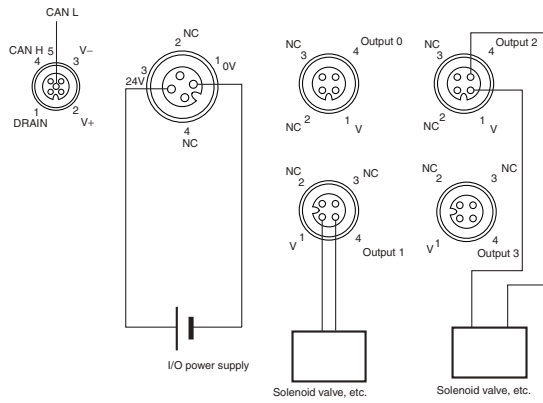 CAN L
CAN H 5 V–
4 3
1 2
DRAIN V+
NC
2
3 1 0V
24V
4
NC
NC Output 0
3 4
NC 2 1 V
NC Output 2
3 4
NC 2 1 V
NC 2 3 NC
V 1 4
Output 1
NC 2 3 NC
V 1 4
Output 3
I/O power supply
Solenoid valve, etc.
Solenoid valve, etc.